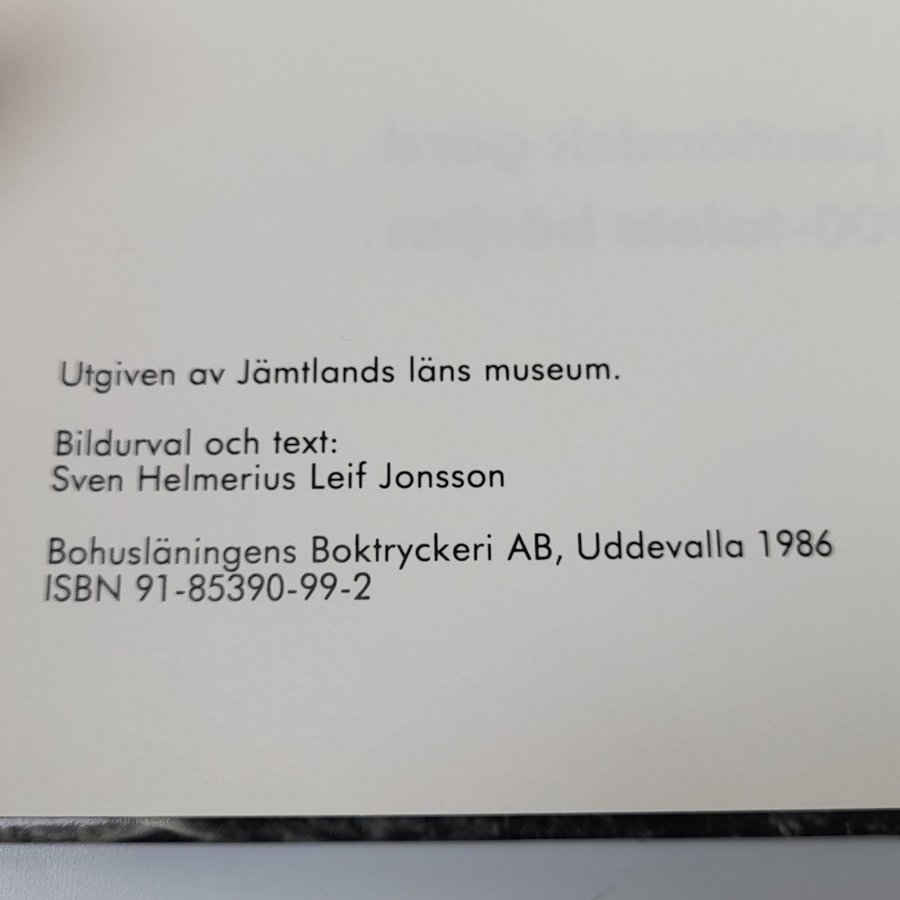 Utgiven av Jämtlands läns museum.
Bildurval och text:
Sven Helmerius Leif Jonsson
Bohusläningens Boktryckeri AB, Uddevalla 1986
ISBN 91-85390-99-2